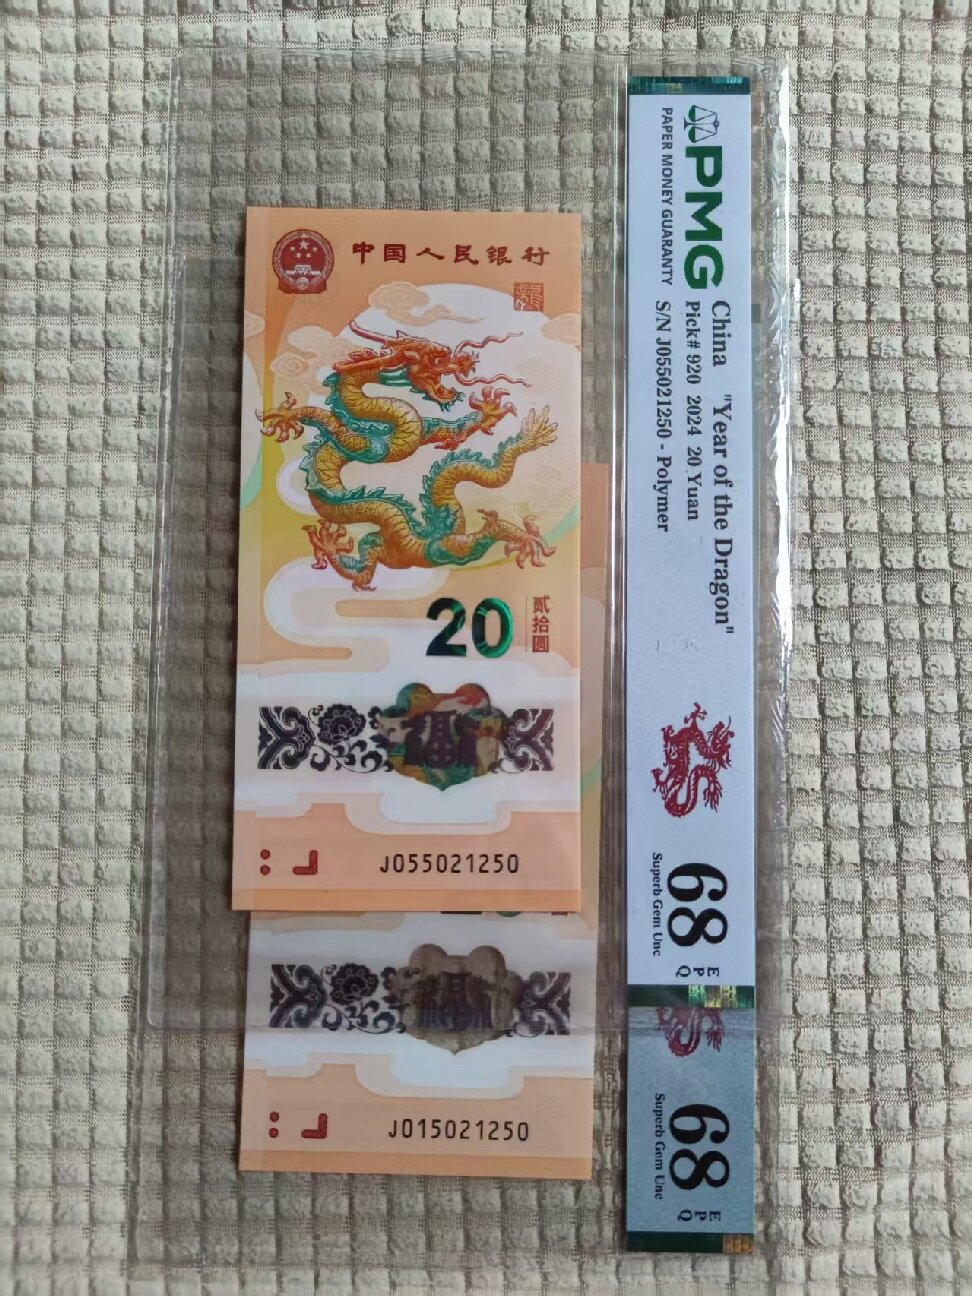 中国人民银行
20
贰拾圆
福
J055021250
福
J015021250
PMG
PAPER MONEY GUARANTY
China "Year of the Dragon"
Pick# 920 2024 20 Yuan
S/N J055021250 - Polymer
68 EPQ
Superb Gem Unc
68 EPQ
Superb Gem Unc